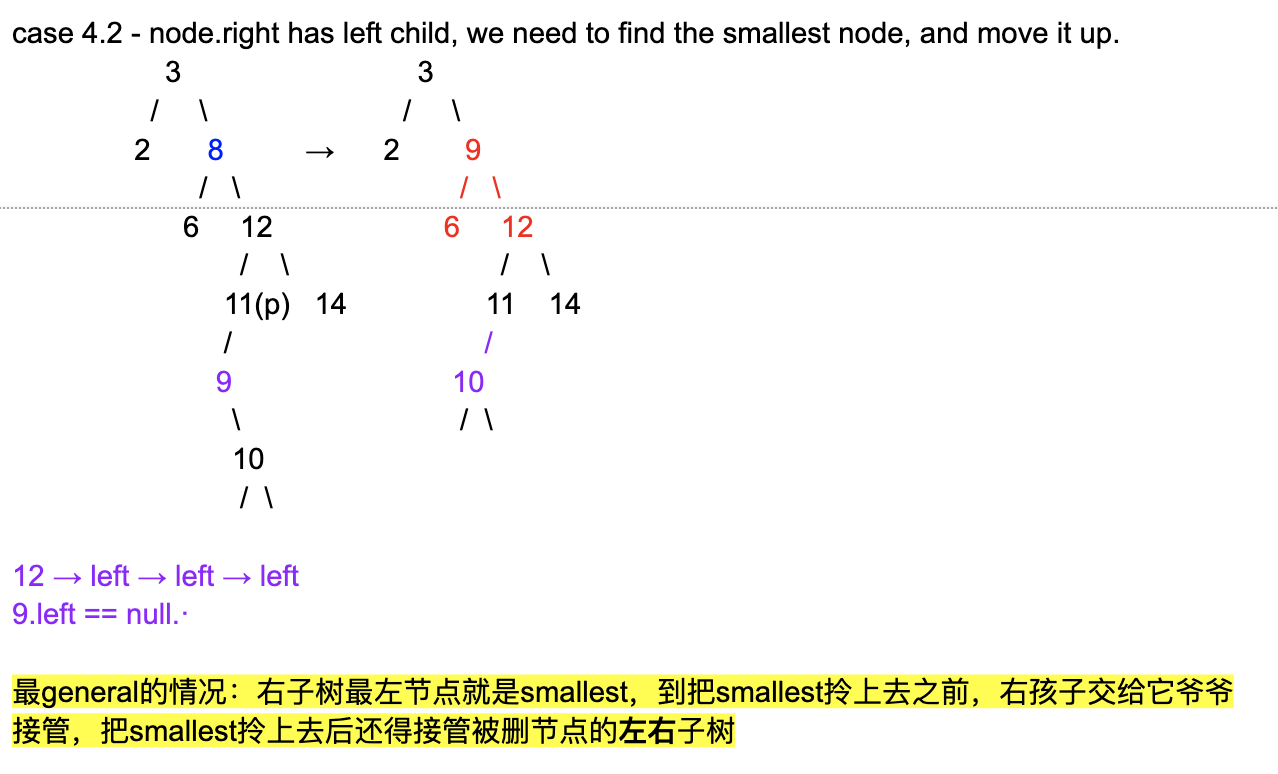 case 4.2 - node.right has left child, we need to find the smallest node, and move it up.
3 3
/ \ / \
2 8 → 2 9
/ \ / \
6 12 6 12
/ \ / \
11(p) 14 11 14
/ /
9 10
\ / \
10
/ \
12 → left → left → left
9.left == null.·
最general的情况：右子树最左节点就是smallest，到把smallest拎上去之前，右孩子交给它爷爷
接管，把smallest拎上去后还得接管被删节点的左右子树